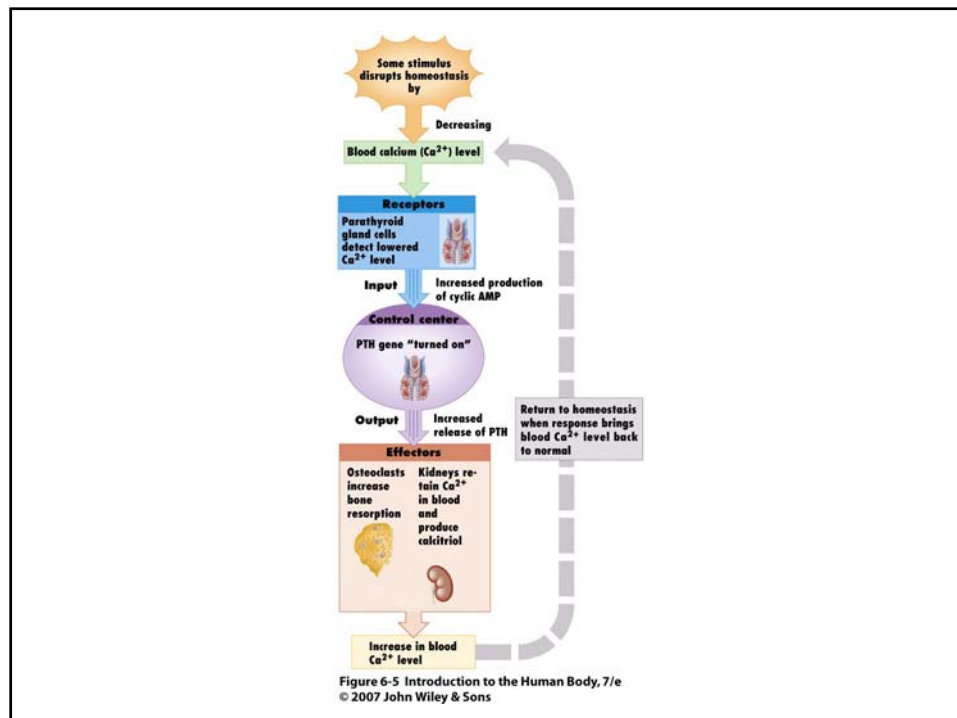 Some stimulus
disrupts homeostasis
by
Decreasing
Blood calcium (Ca²⁺) level
Receptors
Parathyroid
gland cells
detect lowered
Ca²⁺ level
Input
Increased production
of cyclic AMP
Control center
PTH gene "turned on"
Output
Increased
release of PTH
Effectors
Osteoclasts
increase
bone
resorption
Kidneys re-
tain Ca²⁺
in blood
and
produce
calcitriol
Increase in blood
Ca²⁺ level
Return to homeostasis
when response brings
blood Ca²⁺ level back
to normal
Figure 6-5 Introduction to the Human Body, 7/e
© 2007 John Wiley & Sons